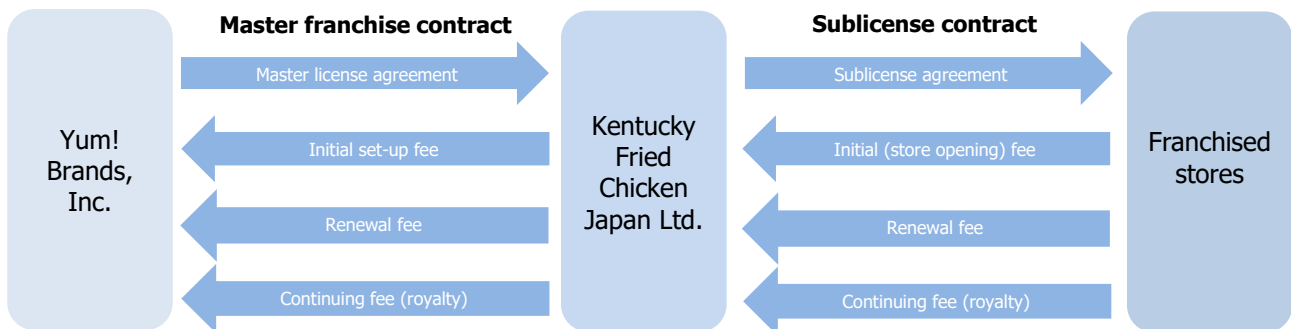 Master franchise contract
Sublicense contract
Yum!
Brands,
Inc.
Master license agreement
Initial set-up fee
Renewal fee
Continuing fee (royalty)
Kentucky
Fried
Chicken
Japan Ltd.
Sublicense agreement
Initial (store opening) fee
Renewal fee
Continuing fee (royalty)
Franchised
stores